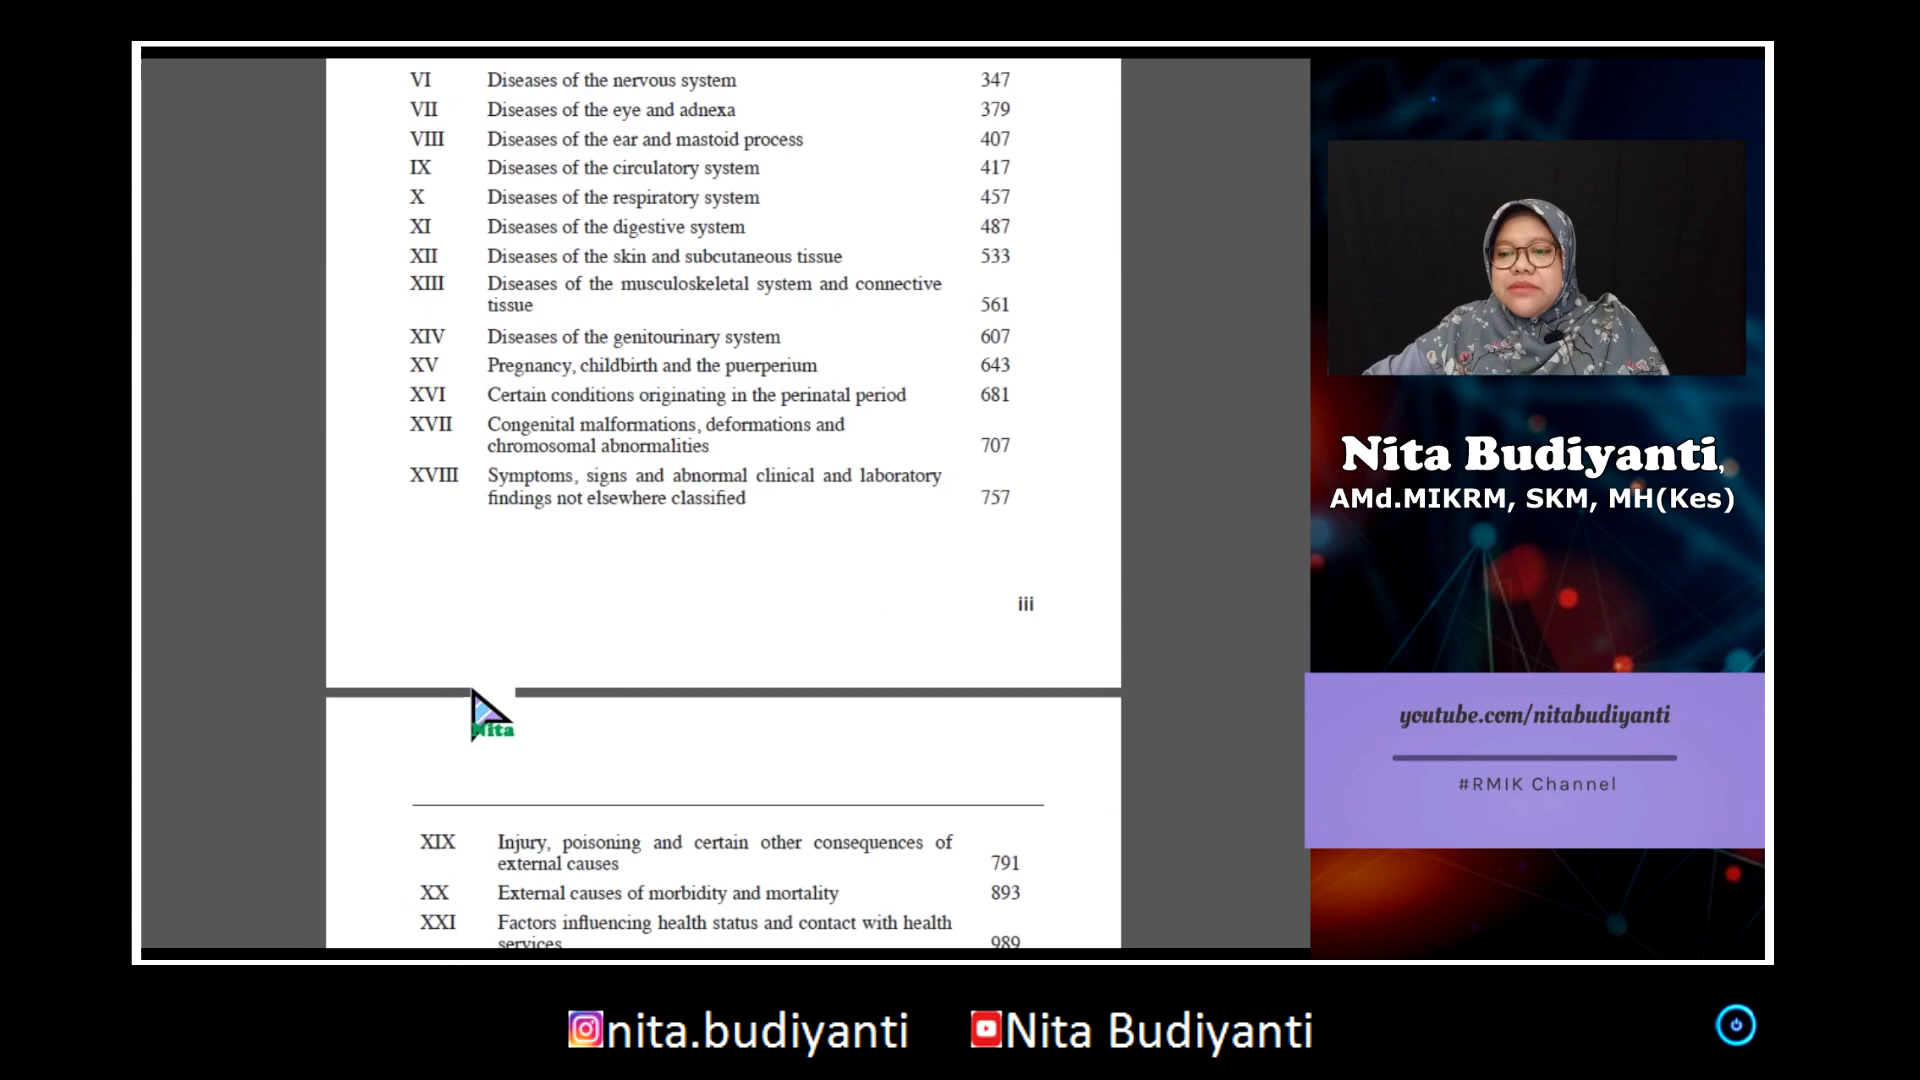 VI Diseases of the nervous system 347
VII Diseases of the eye and adnexa 379
VIII Diseases of the ear and mastoid process 407
IX Diseases of the circulatory system 417
X Diseases of the respiratory system 457
XI Diseases of the digestive system 487
XII Diseases of the skin and subcutaneous tissue 533
XIII Diseases of the musculoskeletal system and connective
tissue 561
XIV Diseases of the genitourinary system 607
XV Pregnancy, childbirth and the puerperium 643
XVI Certain conditions originating in the perinatal period 681
XVII Congenital malformations, deformations and
chromosomal abnormalities 707
XVIII Symptoms, signs and abnormal clinical and laboratory
findings not elsewhere classified 757
iii
Nita
XIX Injury, poisoning and certain other consequences of
external causes 791
XX External causes of morbidity and mortality 893
XXI Factors influencing health status and contact with health
services 989
Nita Budiyanti,
AMd.MIKRM, SKM, MH(Kes)
youtube.com/nitabudiyanti
#RMIK Channel
nita.budiyanti
Nita Budiyanti